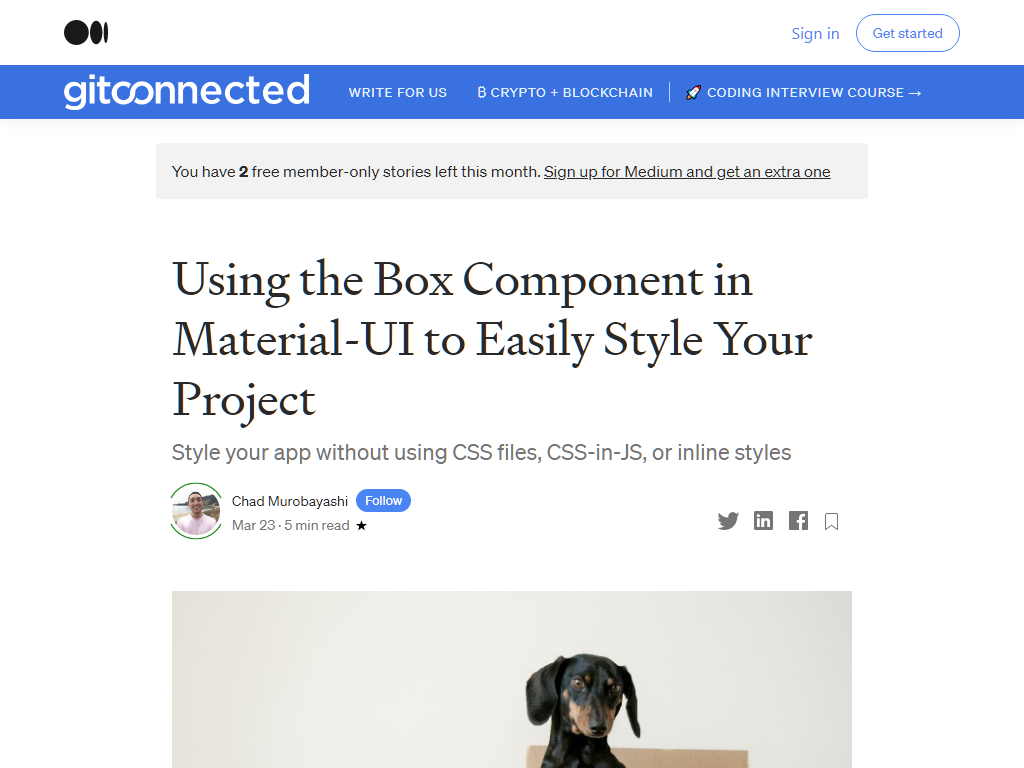 Sign in
Get started
gitconnected
WRITE FOR US
₿ CRYPTO + BLOCKCHAIN
🚀 CODING INTERVIEW COURSE →
You have 2 free member-only stories left this month. Sign up for Medium and get an extra one
Using the Box Component in
Material-UI to Easily Style Your
Project
Style your app without using CSS files, CSS-in-JS, or inline styles
Chad Murobayashi
Follow
Mar 23 · 5 min read ★